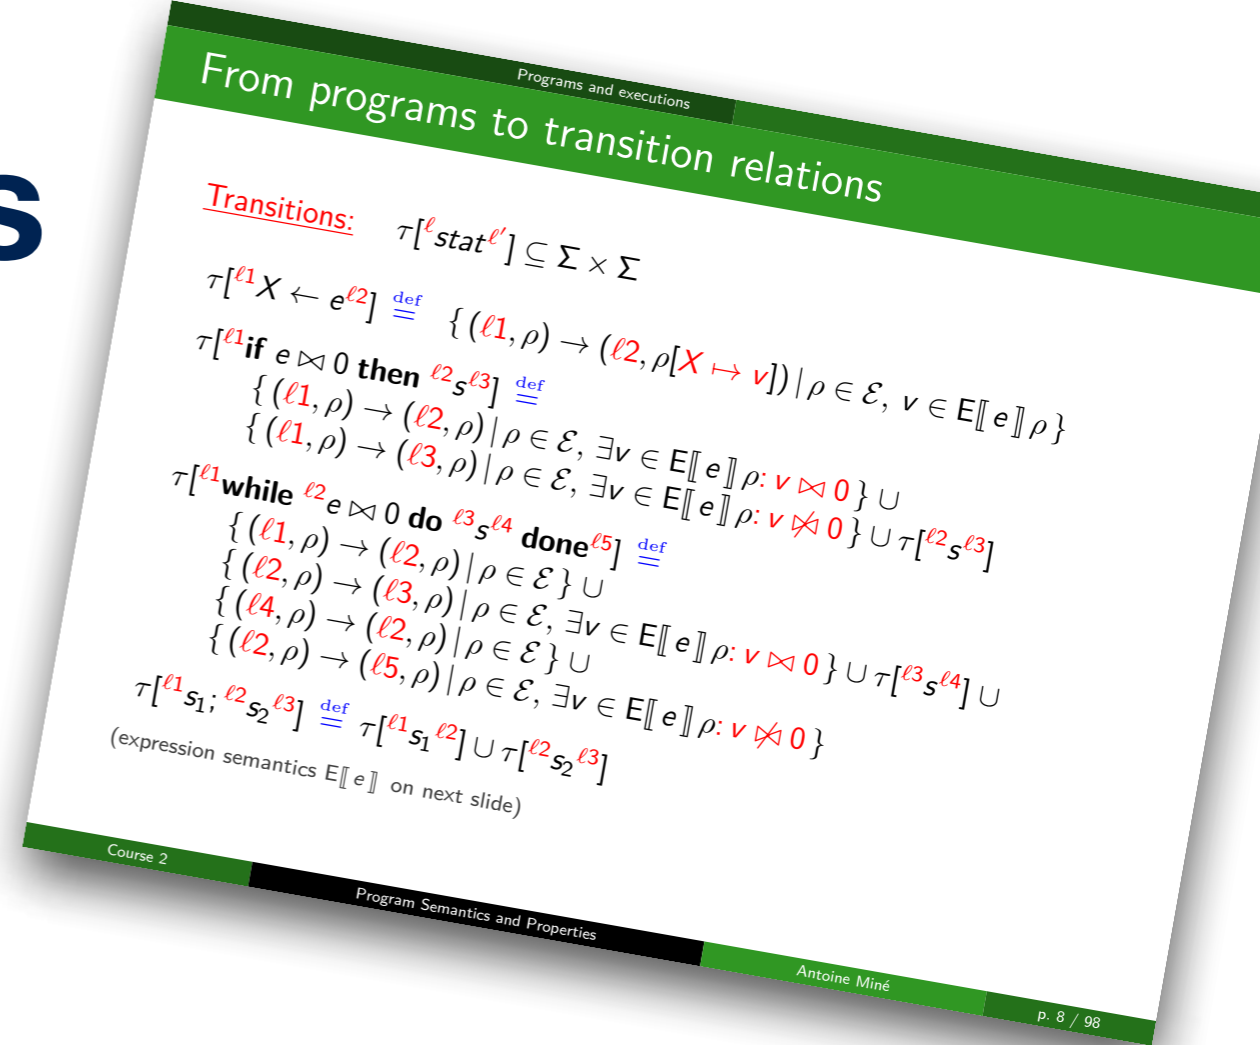 s
Programs and executions
From programs to transition relations
Transitions: τ[ℓstatℓ′] ⊆ Σ × Σ
τ[ℓ1X ← eℓ2] def= { (ℓ1, ρ) → (ℓ2, ρ[X ↦ v]) | ρ ∈ ℰ, v ∈ E⟦ e ⟧ ρ }
τ[ℓ1if e ⋈ 0 then ℓ2sℓ3] def=
{ (ℓ1, ρ) → (ℓ2, ρ) | ρ ∈ ℰ, ∃v ∈ E⟦ e ⟧ ρ: v ⋈ 0 } ∪
{ (ℓ1, ρ) → (ℓ3, ρ) | ρ ∈ ℰ, ∃v ∈ E⟦ e ⟧ ρ: v ⋈̸ 0 } ∪ τ[ℓ2sℓ3]
τ[ℓ1while ℓ2e ⋈ 0 do ℓ3sℓ4 doneℓ5] def=
{ (ℓ1, ρ) → (ℓ2, ρ) | ρ ∈ ℰ } ∪
{ (ℓ2, ρ) → (ℓ3, ρ) | ρ ∈ ℰ, ∃v ∈ E⟦ e ⟧ ρ: v ⋈ 0 } ∪ τ[ℓ3sℓ4] ∪
{ (ℓ4, ρ) → (ℓ2, ρ) | ρ ∈ ℰ } ∪
{ (ℓ2, ρ) → (ℓ5, ρ) | ρ ∈ ℰ, ∃v ∈ E⟦ e ⟧ ρ: v ⋈̸ 0 }
τ[ℓ1s1; ℓ2s2ℓ3] def= τ[ℓ1s1ℓ2] ∪ τ[ℓ2s2ℓ3]
(expression semantics E⟦ e ⟧ on next slide)
Course 2
Program Semantics and Properties
Antoine Miné
p. 8 / 98